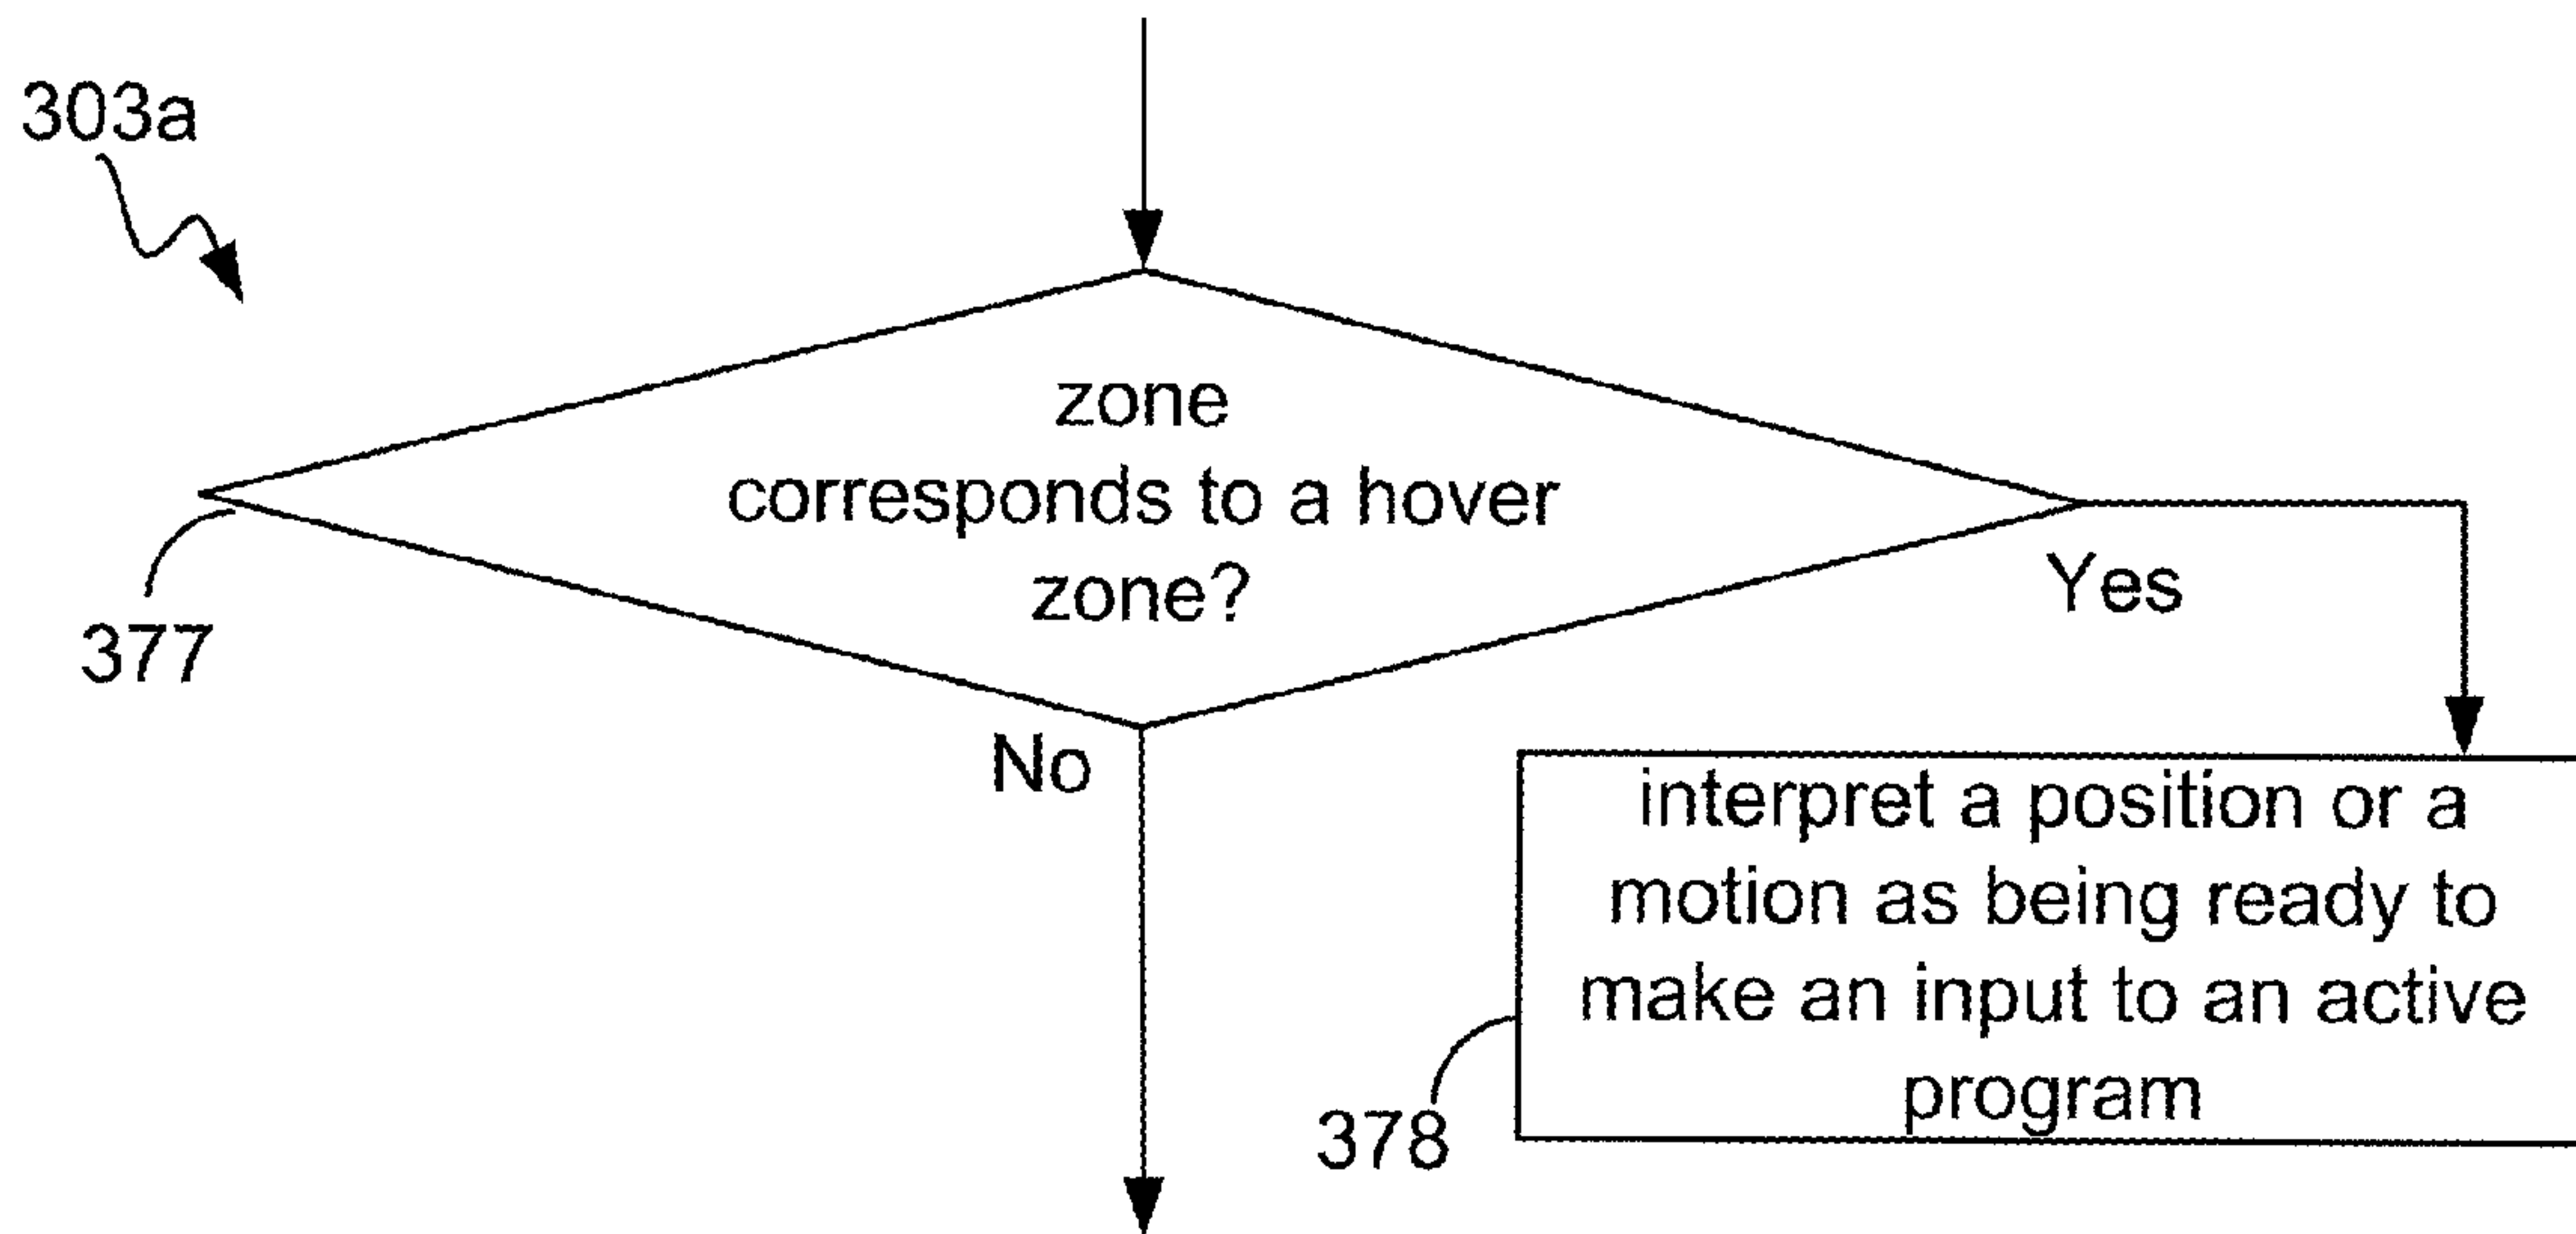 303a
zone
corresponds to a hover
zone?
377
Yes
No
interpret a position or a
motion as being ready to
make an input to an active
program
378